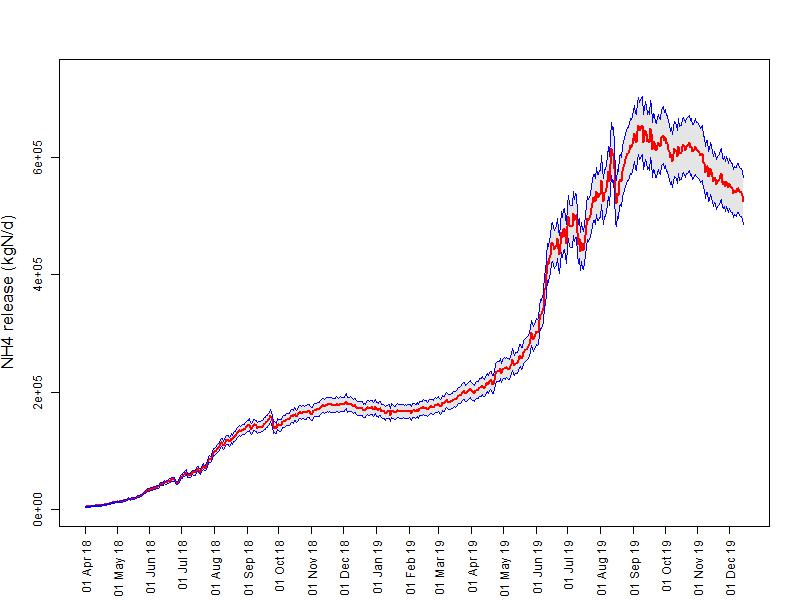 NH4 release (kgN/d)
6e+05
4e+05
2e+05
0e+00
01 Apr 18
01 May 18
01 Jun 18
01 Jul 18
01 Aug 18
01 Sep 18
01 Oct 18
01 Nov 18
01 Dec 18
01 Jan 19
01 Feb 19
01 Mar 19
01 Apr 19
01 May 19
01 Jun 19
01 Jul 19
01 Aug 19
01 Sep 19
01 Oct 19
01 Nov 19
01 Dec 19